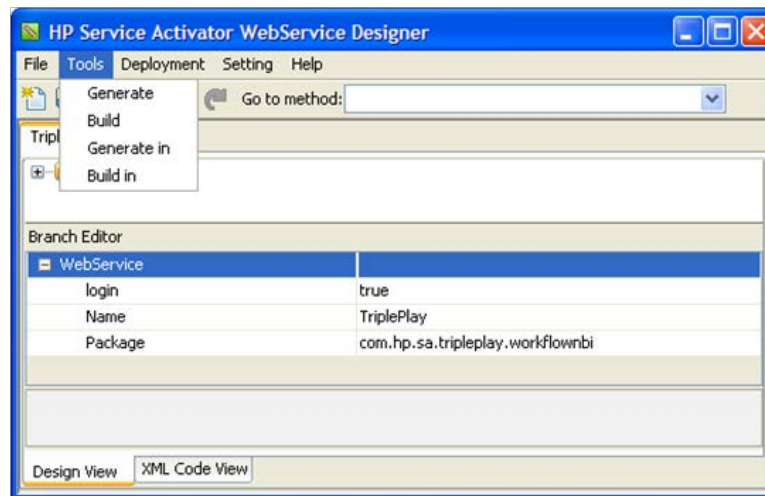 HP Service Activator WebService Designer
File Tools Deployment Setting Help
Go to method:
Generate
Build
Generate in
Build in
Tripl
Branch Editor
WebService
login true
Name TriplePlay
Package com.hp.sa.tripleplay.workflownbi
Design View XML Code View